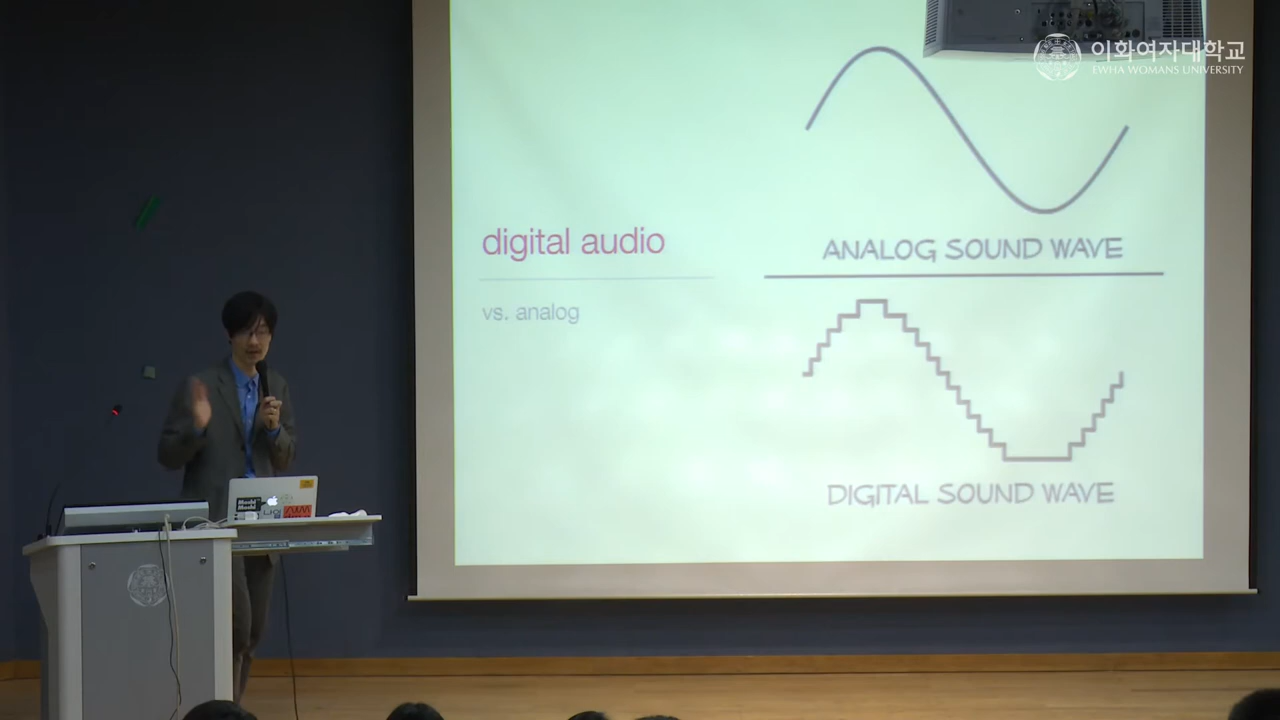 이화여자대학교
EWHA WOMANS UNIVERSITY
digital audio
vs. analog
ANALOG SOUND WAVE
DIGITAL SOUND WAVE